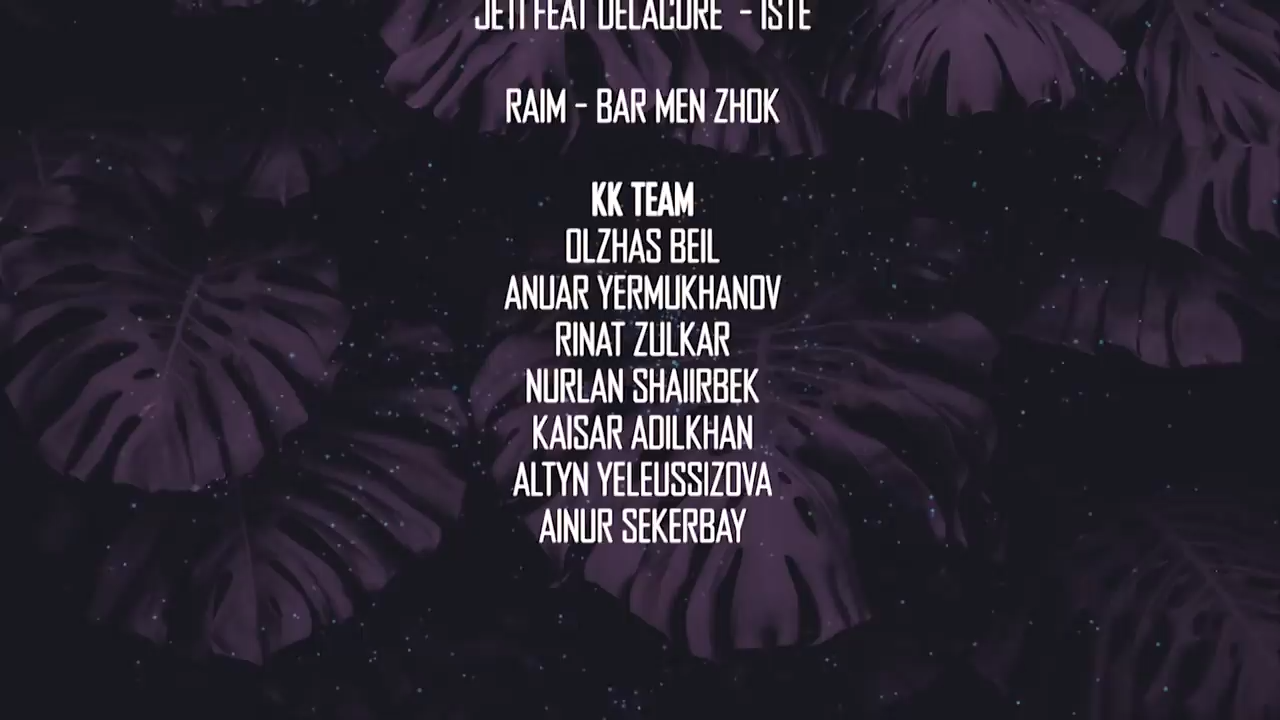 JETI FEAT DELACURE - ISTE
RAIM - BAR MEN ZHOK
KK TEAM
OLZHAS BEIL
ANUAR YERMUKHANOV
RINAT ZULKAR
NURLAN SHAIIRBEK
KAISAR ADILKHAN
ALTYN YELEUSSIZOVA
AINUR SEKERBAY